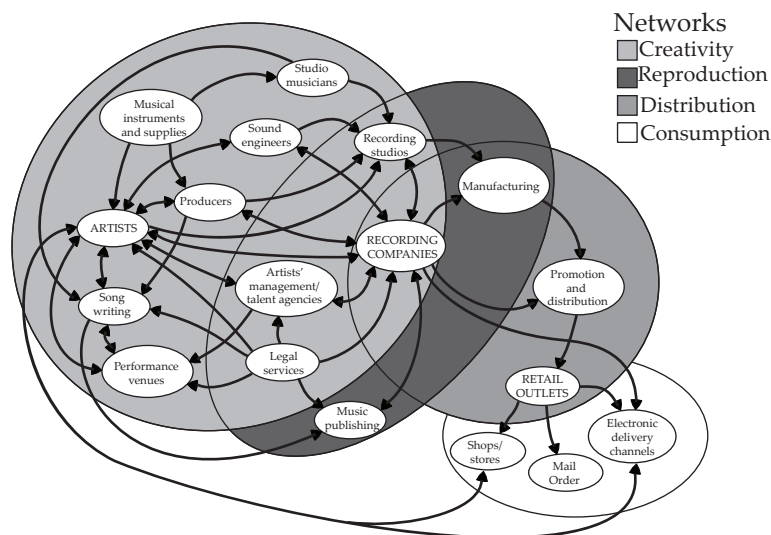 Networks
Creativity
Reproduction
Distribution
Consumption
Studio
musicians
Musical
instruments
and supplies
Sound
engineers
Recording
studios
Manufacturing
Producers
ARTISTS
RECORDING
COMPANIES
Artists'
management/
talent agencies
Promotion
and
distribution
Song
writing
Performance
venues
Legal
services
RETAIL
OUTLETS
Music
publishing
Electronic
delivery
channels
Shops/
stores
Mail
Order